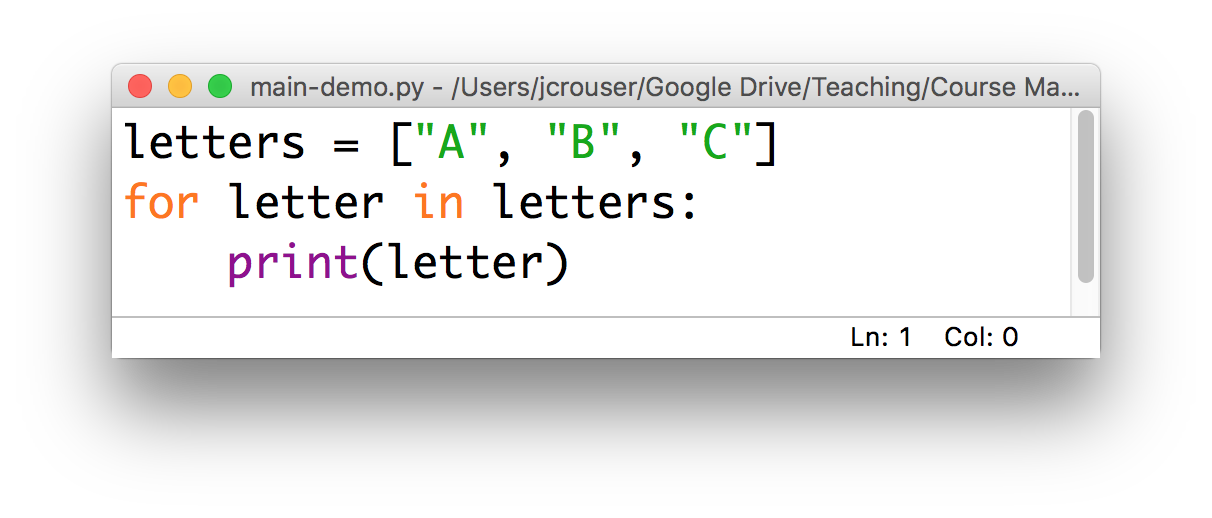 main-demo.py - /Users/jcrouser/Google Drive/Teaching/Course Ma...
letters = ["A", "B", "C"]
for letter in letters:
    print(letter)
Ln: 1 Col: 0